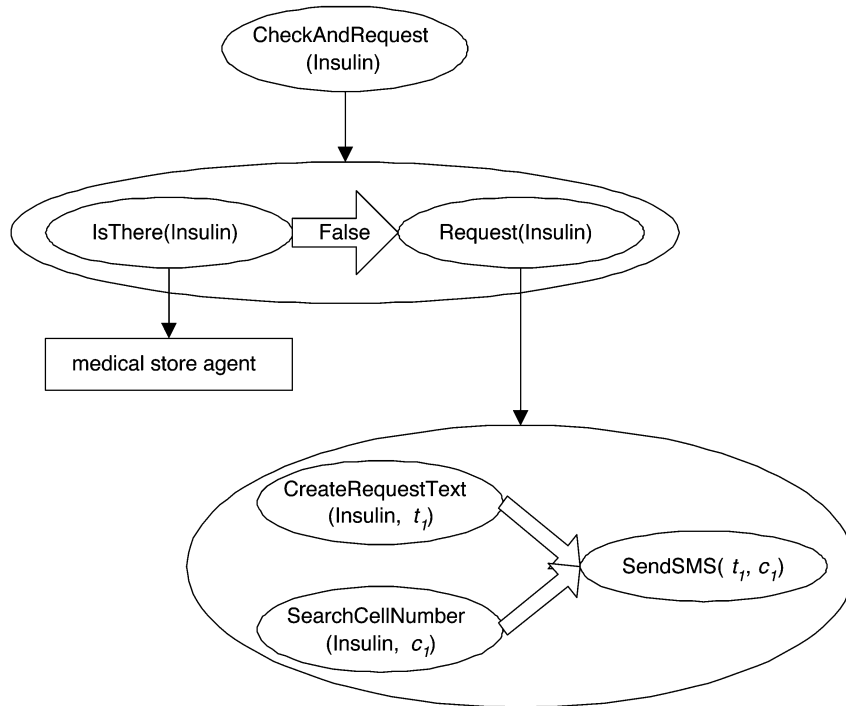 CheckAndRequest
(Insulin)
IsThere(Insulin)
False
Request(Insulin)
medical store agent
CreateRequestText
(Insulin, t1)
SendSMS( t1, c1)
SearchCellNumber
(Insulin, c1)